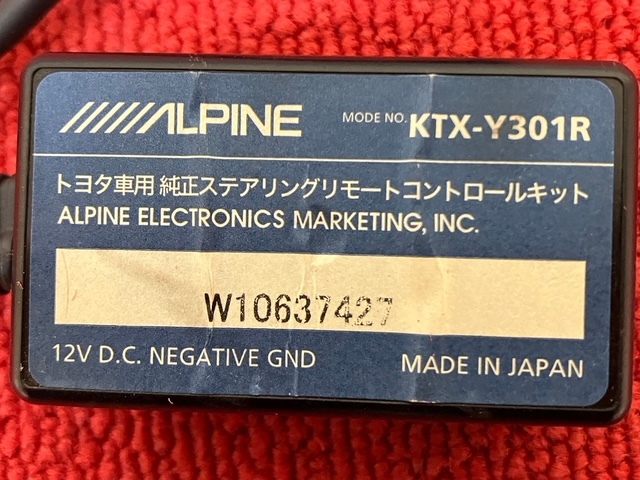 ALPINE MODE NO. KTX-Y301R
トヨタ車用 純正ステアリングリモートコントロールキット
ALPINE ELECTRONICS MARKETING, INC.
W10637427
12V D.C. NEGATIVE GND MADE IN JAPAN